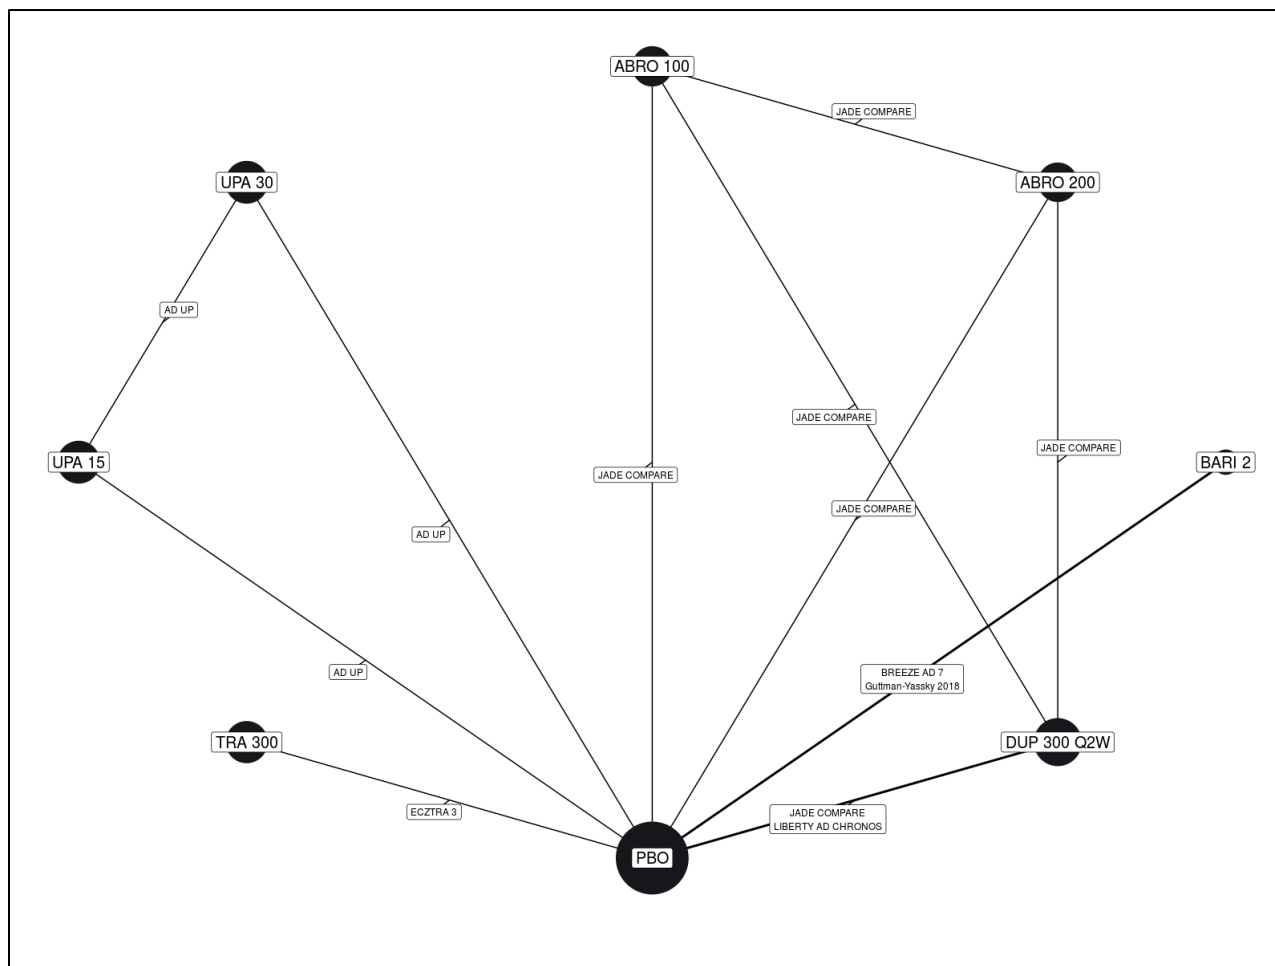 ABRO 100
JADE COMPARE
UPA 30
ABRO 200
AD UP
JADE COMPARE
JADE COMPARE
UPA 15
BARI 2
JADE COMPARE
JADE COMPARE
AD UP
AD UP
BREEZE AD 7
Guttman-Yassky 2018
TRA 300
DUP 300 Q2W
ECZTRA 3
JADE COMPARE
LIBERTY AD CHRONOS
PBO